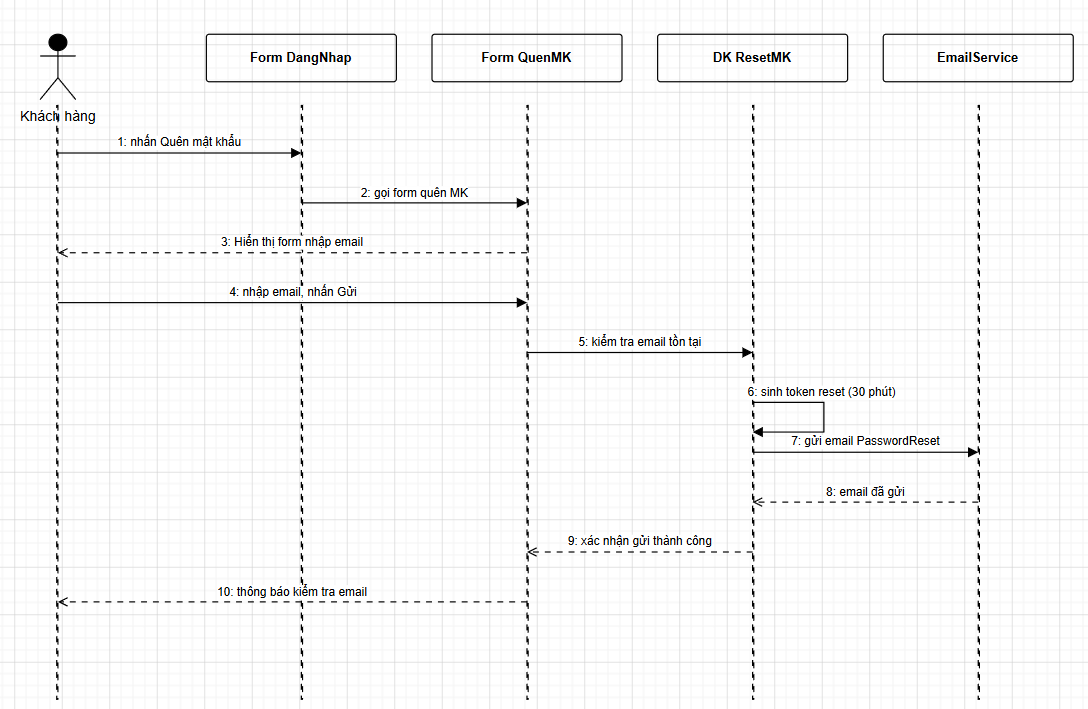 Form DangNhap
Form QuenMK
DK ResetMK
EmailService
Khách hàng
1: nhấn Quên mật khẩu
2: gọi form quên MK
3: Hiển thị form nhập email
4: nhập email, nhấn Gửi
5: kiểm tra email tồn tại
6: sinh token reset (30 phút)
7: gửi email PasswordReset
8: email đã gửi
9: xác nhận gửi thành công
10: thông báo kiểm tra email